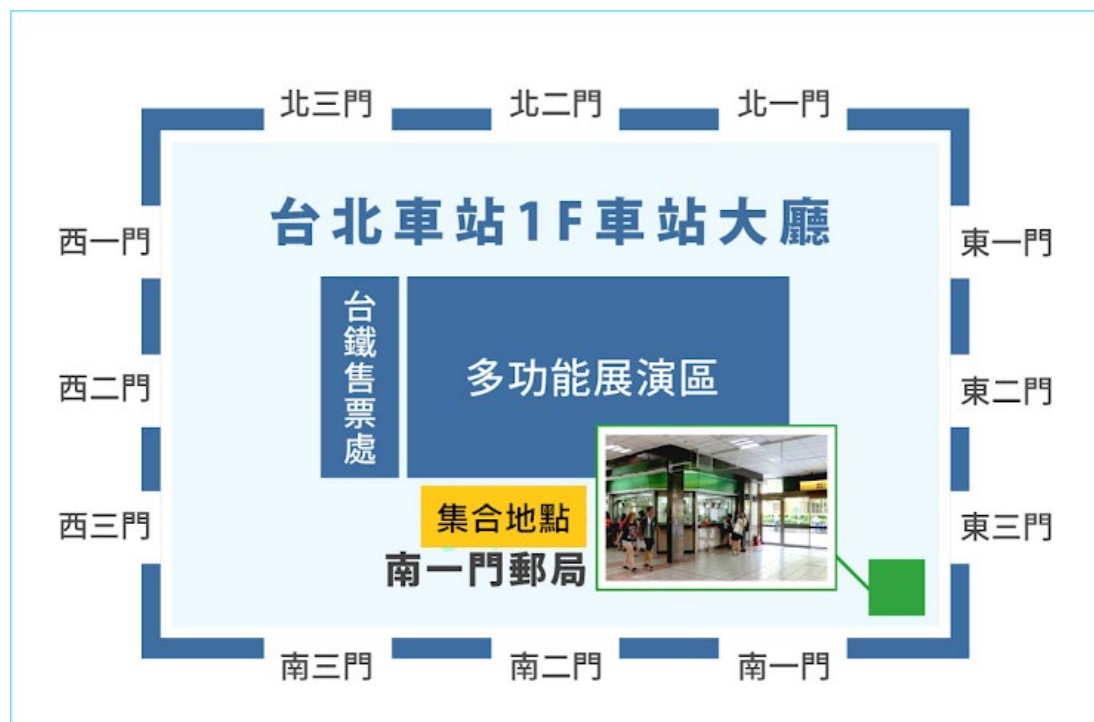 北三門
北二門
北一門
台北車站1F車站大廳
西一門
東一門
台鐵售票處
多功能展演區
西二門
東二門
集合地點
南一門郵局
西三門
東三門
南三門
南二門
南一門